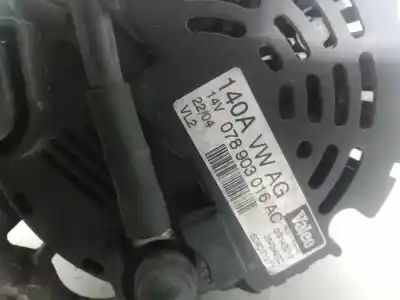 140A VW AG
14V 078 903 016 AC
22/04
VL2
Valeo